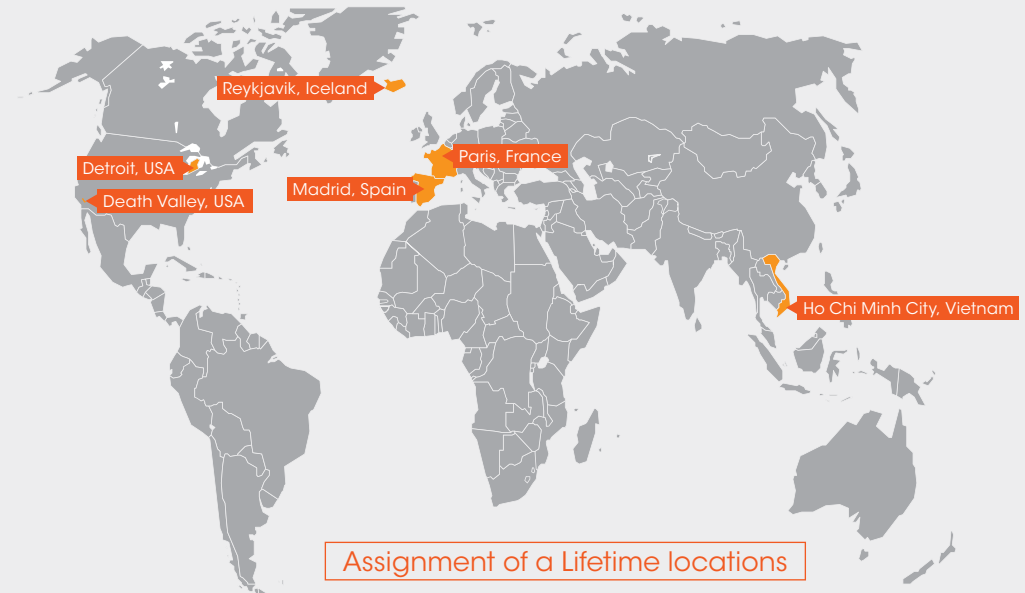 Reykjavik, Iceland
Paris, France
Detroit, USA
Madrid, Spain
Death Valley, USA
Ho Chi Minh City, Vietnam
Assignment of a Lifetime locations